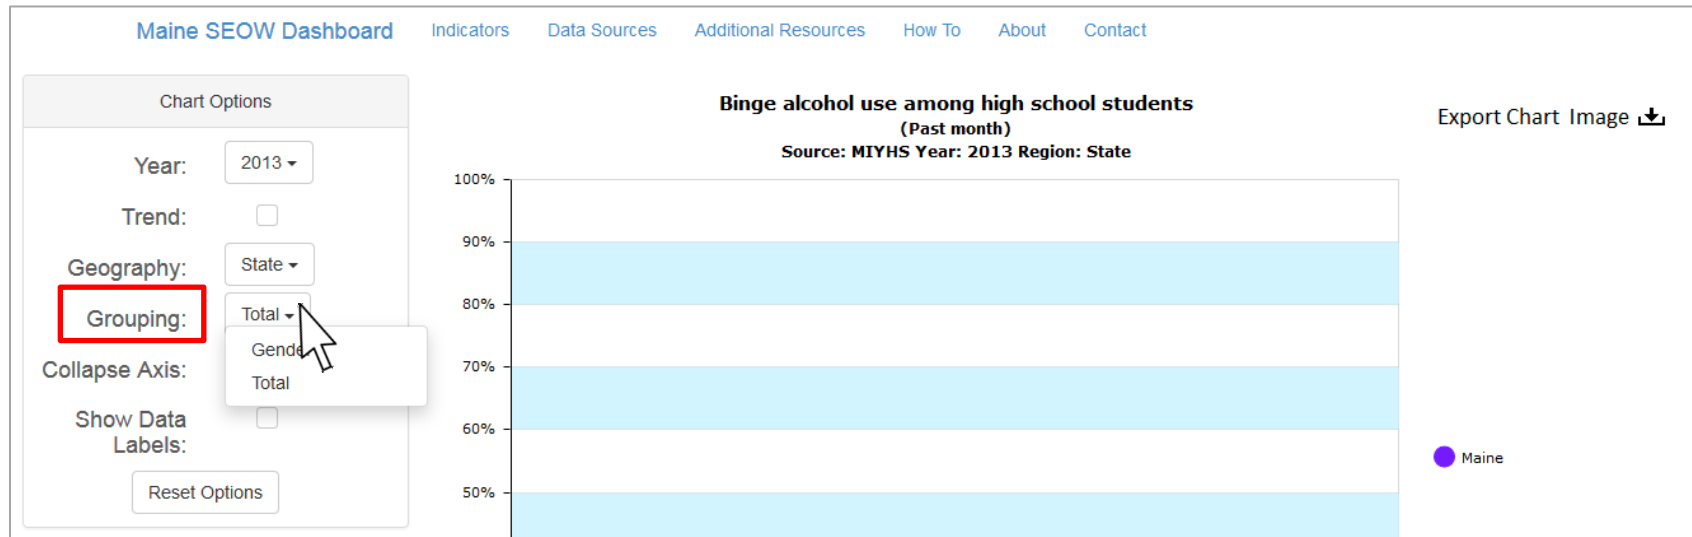 Maine SEOW Dashboard Indicators Data Sources Additional Resources How To About Contact
Chart Options
Year: 2013
Trend:
Geography: State
Grouping: Total
Gender
Total
Collapse Axis:
Show Data
Labels:
Reset Options
Binge alcohol use among high school students
(Past month)
Source: MIYHS Year: 2013 Region: State
Export Chart Image
100%
90%
80%
70%
60%
50%
Maine